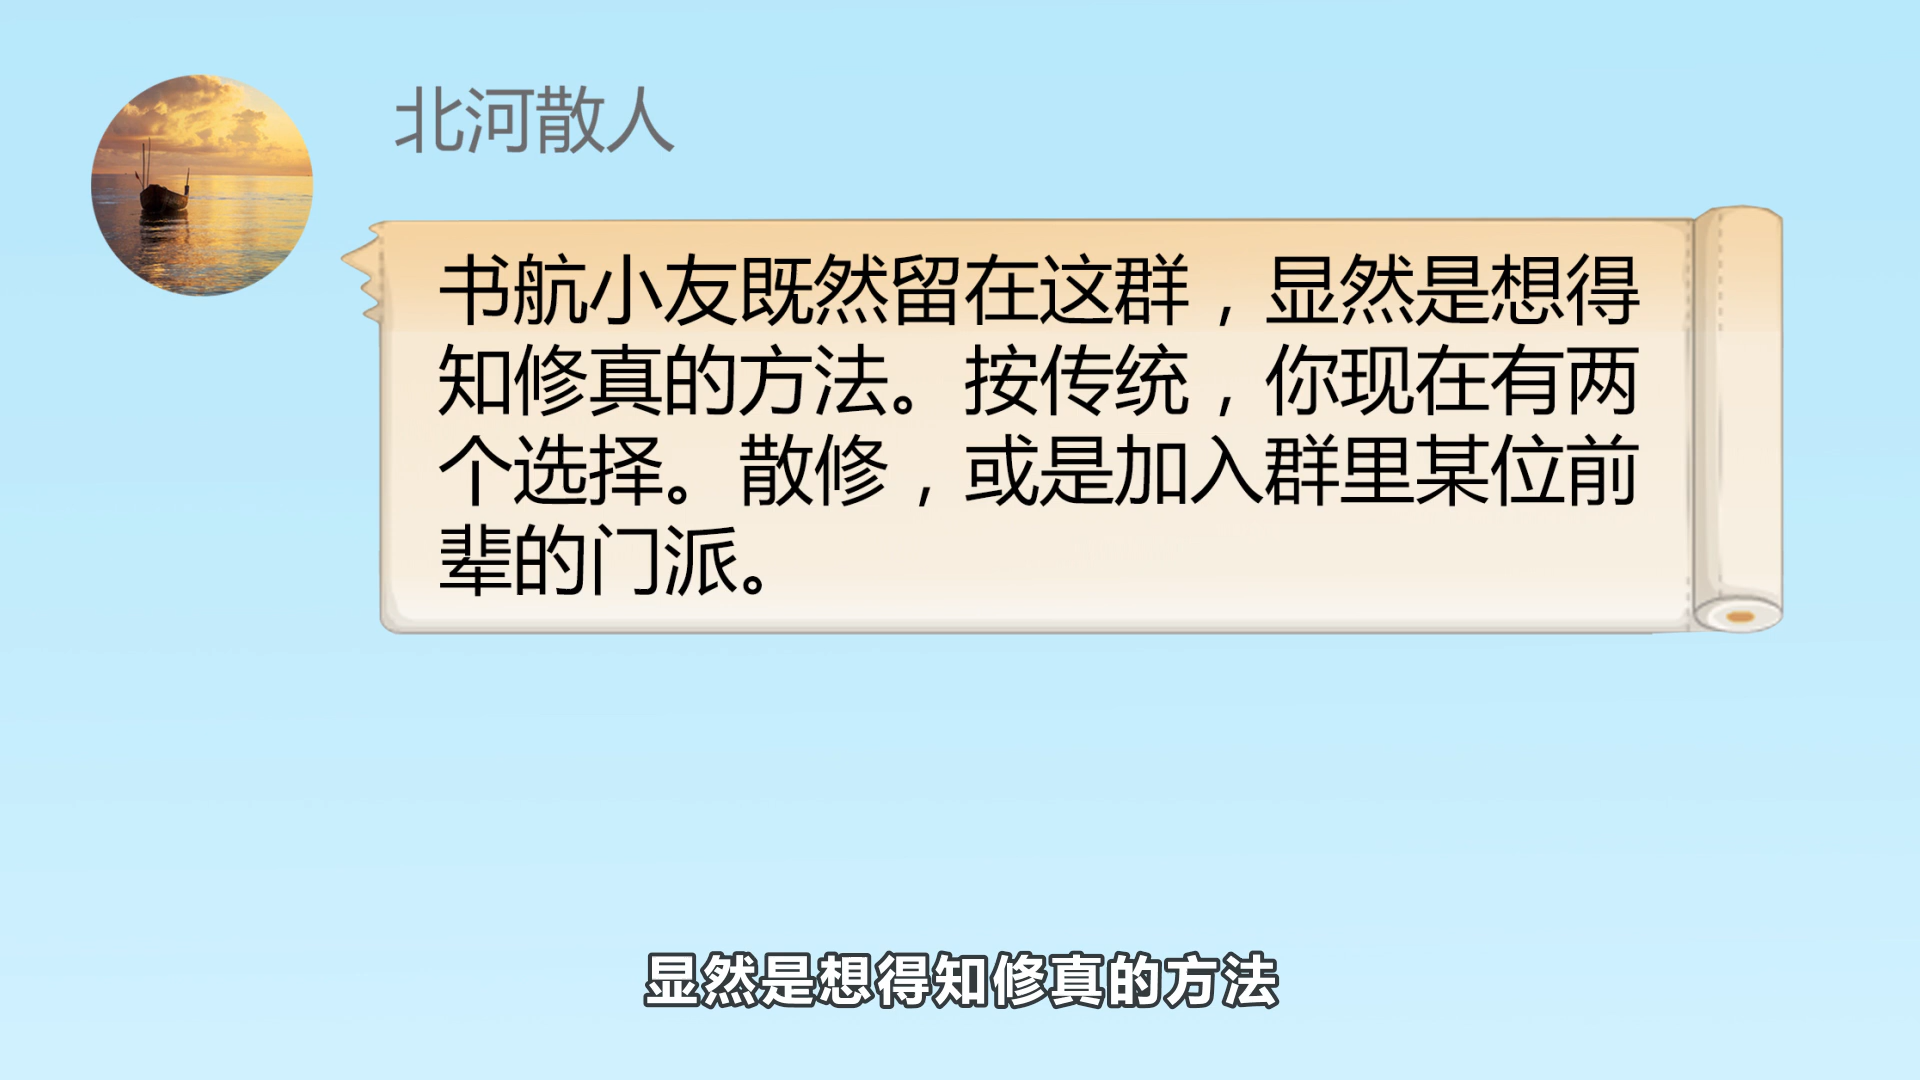 北河散人
书航小友既然留在这群，显然是想得
知修真的方法。按传统，你现在有两
个选择。散修，或是加入群里某位前
辈的门派。
显然是想得知修真的方法